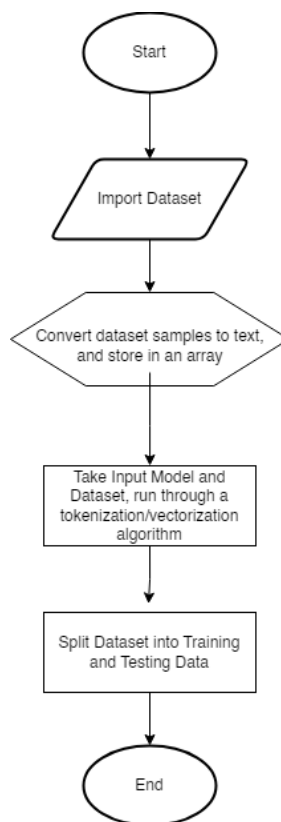 Start
Import Dataset
Convert dataset samples to text,
and store in an array
Take Input Model and
Dataset, run through a
tokenization/vectorization
algorithm
Split Dataset into Training
and Testing Data
End